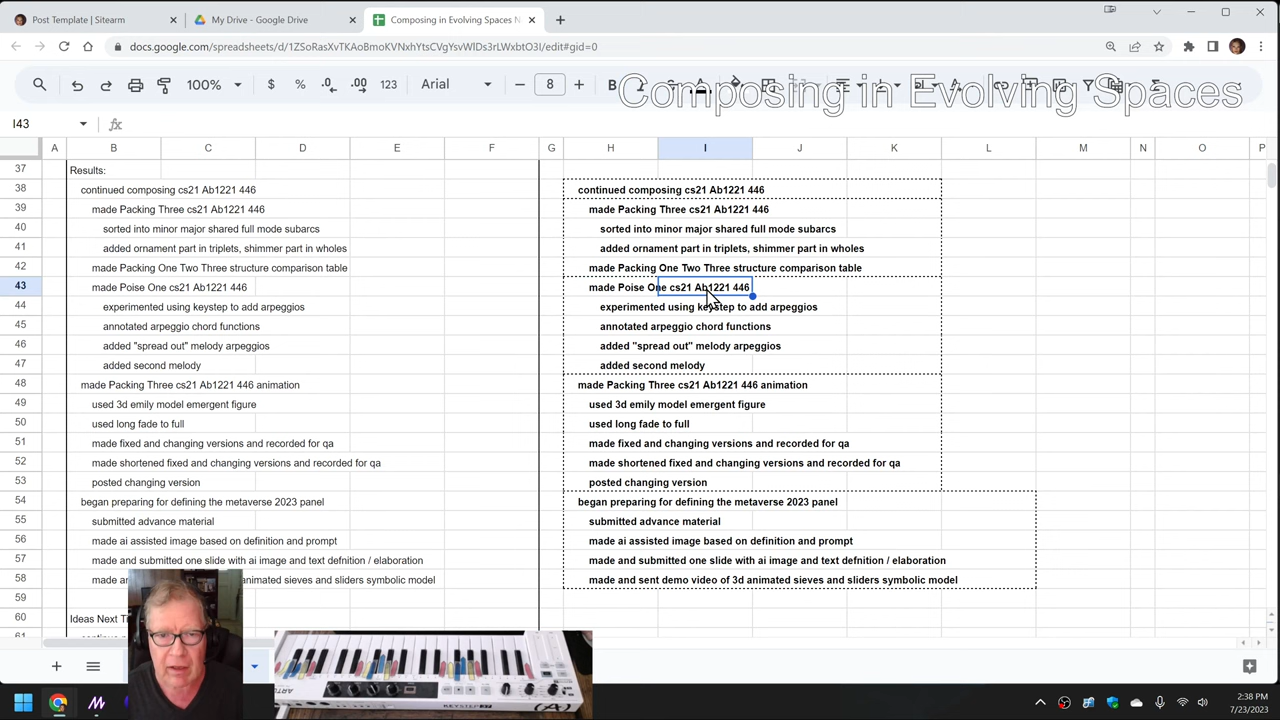 Post Template | Sitearm
My Drive - Google Drive
Composing in Evolving Spaces N
docs.google.com/spreadsheets/d/1ZSoRasXvTKAoBmoKVNxhYtsCVgYsvWlDs3rLWxbtO3I/edit#gid=0
100% $ % .0 .00 123 Arial 8 B
Composing in Evolving Spaces
I43 fx
A B C D E F G H I J K L M N O P
37 Results:
38 continued composing cs21 Ab1221 446 continued composing cs21 Ab1221 446
39 made Packing Three cs21 Ab1221 446 made Packing Three cs21 Ab1221 446
40 sorted into minor major shared full mode subarcs sorted into minor major shared full mode subarcs
41 added ornament part in triplets, shimmer part in wholes added ornament part in triplets, shimmer part in wholes
42 made Packing One Two Three structure comparison table made Packing One Two Three structure comparison table
43 made Poise One cs21 Ab1221 446 made Poise One cs21 Ab1221 446
44 experimented using keystep to add arpeggios experimented using keystep to add arpeggios
45 annotated arpeggio chord functions annotated arpeggio chord functions
46 added "spread out" melody arpeggios added "spread out" melody arpeggios
47 added second melody added second melody
48 made Packing Three cs21 Ab1221 446 animation made Packing Three cs21 Ab1221 446 animation
49 used 3d emily model emergent figure used 3d emily model emergent figure
50 used long fade to full used long fade to full
51 made fixed and changing versions and recorded for qa made fixed and changing versions and recorded for qa
52 made shortened fixed and changing versions and recorded for qa made shortened fixed and changing versions and recorded for qa
53 posted changing version posted changing version
54 began preparing for defining the metaverse 2023 panel began preparing for defining the metaverse 2023 panel
55 submitted advance material submitted advance material
56 made ai assisted image based on definition and prompt made ai assisted image based on definition and prompt
57 made and submitted one slide with ai image and text defnition / elaboration made and submitted one slide with ai image and text defnition / elaboration
58 made animated sieves and sliders symbolic model made and sent demo video of 3d animated sieves and sliders symbolic model
59
60 Ideas Next
KEYSTEP
2:38 PM
7/23/2023